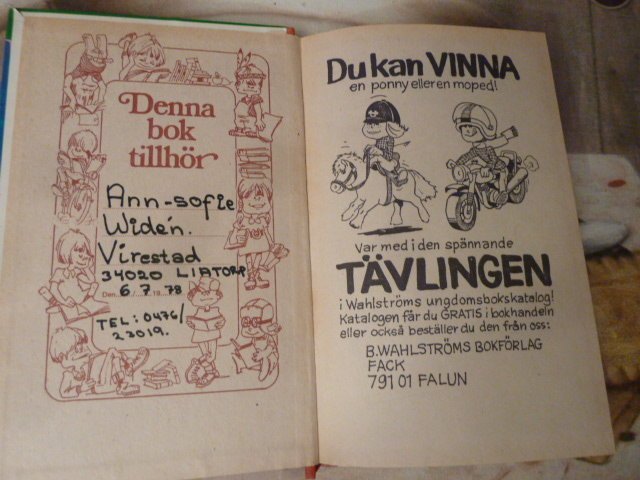 Denna
bok
tillhör
Ann-Sofie
Widén.
Virestad
34020 LIATORP
Den 6/7 1978
TEL: 0476/
23019.
Du kan VINNA
en ponny eller en moped!
Var med i den spännande
TÄVLINGEN
i Wahlströms ungdomsbokskatalog!
Katalogen får du GRATIS i bokhandeln
eller också beställer du den från oss:
B.WAHLSTRÖMS BOKFÖRLAG
FACK
791 01 FALUN